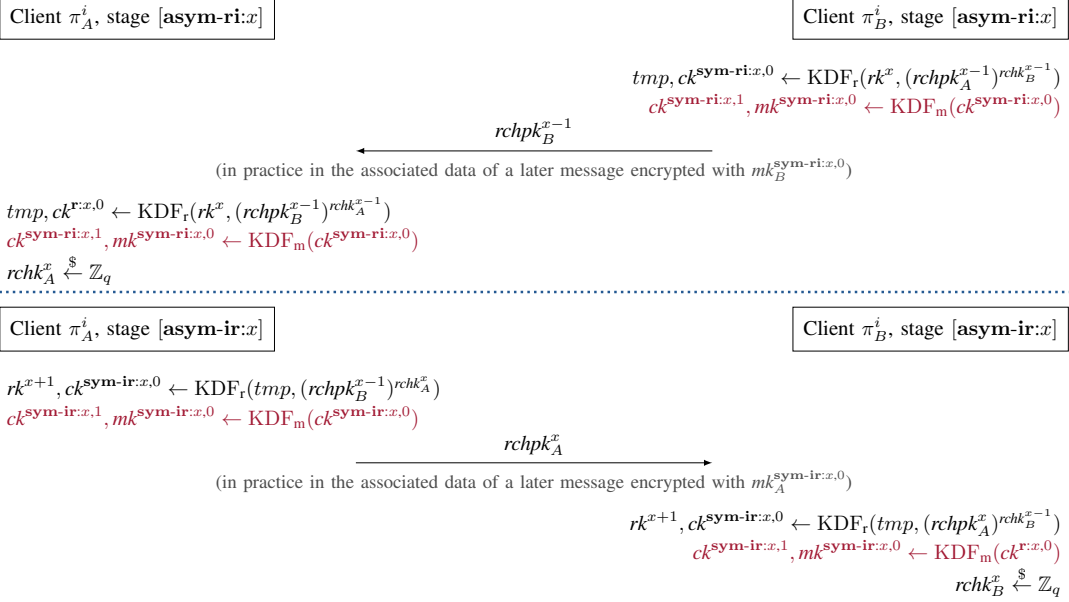 Client π_A^i, stage [asym-ri:x]
Client π_B^i, stage [asym-ri:x]
tmp, ck^{sym-ri:x,0} ← KDF_r(rk^x, (rchpk_A^{x−1})^{rchk_B^{x−1}})
ck^{sym-ri:x,1}, mk^{sym-ri:x,0} ← KDF_m(ck^{sym-ri:x,0})
rchpk_B^{x−1}
(in practice in the associated data of a later message encrypted with mk_B^{sym-ri:x,0})
tmp, ck^{r:x,0} ← KDF_r(rk^x, (rchpk_B^{x−1})^{rchk_A^{x−1}})
ck^{sym-ri:x,1}, mk^{sym-ri:x,0} ← KDF_m(ck^{sym-ri:x,0})
rchk_A^x ←$ ℤ_q
Client π_A^i, stage [asym-ir:x]
Client π_B^i, stage [asym-ir:x]
rk^{x+1}, ck^{sym-ir:x,0} ← KDF_r(tmp, (rchpk_B^{x−1})^{rchk_A^x})
ck^{sym-ir:x,1}, mk^{sym-ir:x,0} ← KDF_m(ck^{sym-ir:x,0})
rchpk_A^x
(in practice in the associated data of a later message encrypted with mk_A^{sym-ir:x,0})
rk^{x+1}, ck^{sym-ir:x,0} ← KDF_r(tmp, (rchpk_A^x)^{rchk_B^{x−1}})
ck^{sym-ir:x,1}, mk^{sym-ir:x,0} ← KDF_m(ck^{r:x,0})
rchk_B^x ←$ ℤ_q